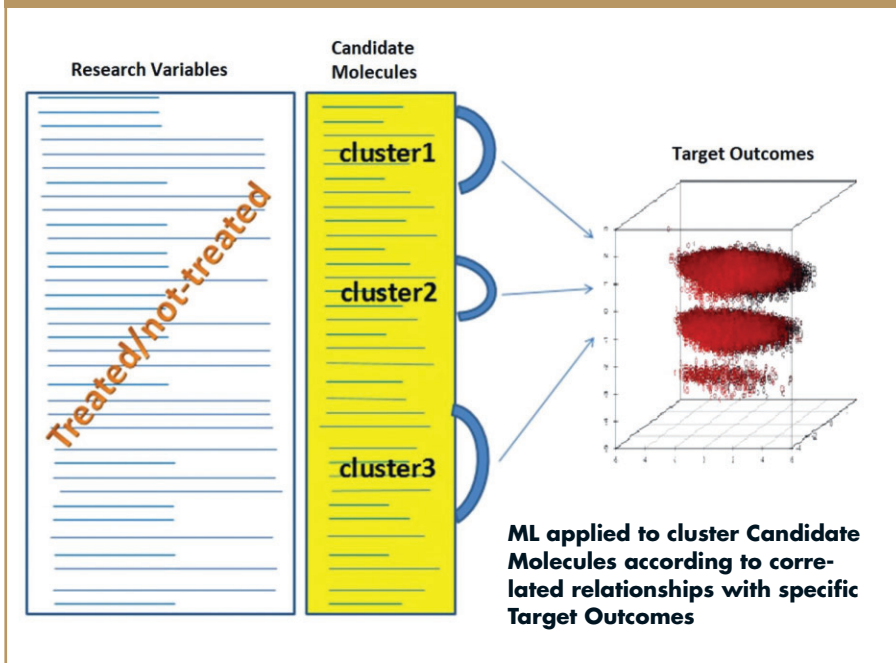 Research Variables
Candidate
Molecules
Target Outcomes
Treated/not-treated
cluster1
cluster2
cluster3
ML applied to cluster Candidate
Molecules according to corre-
lated relationships with specific
Target Outcomes